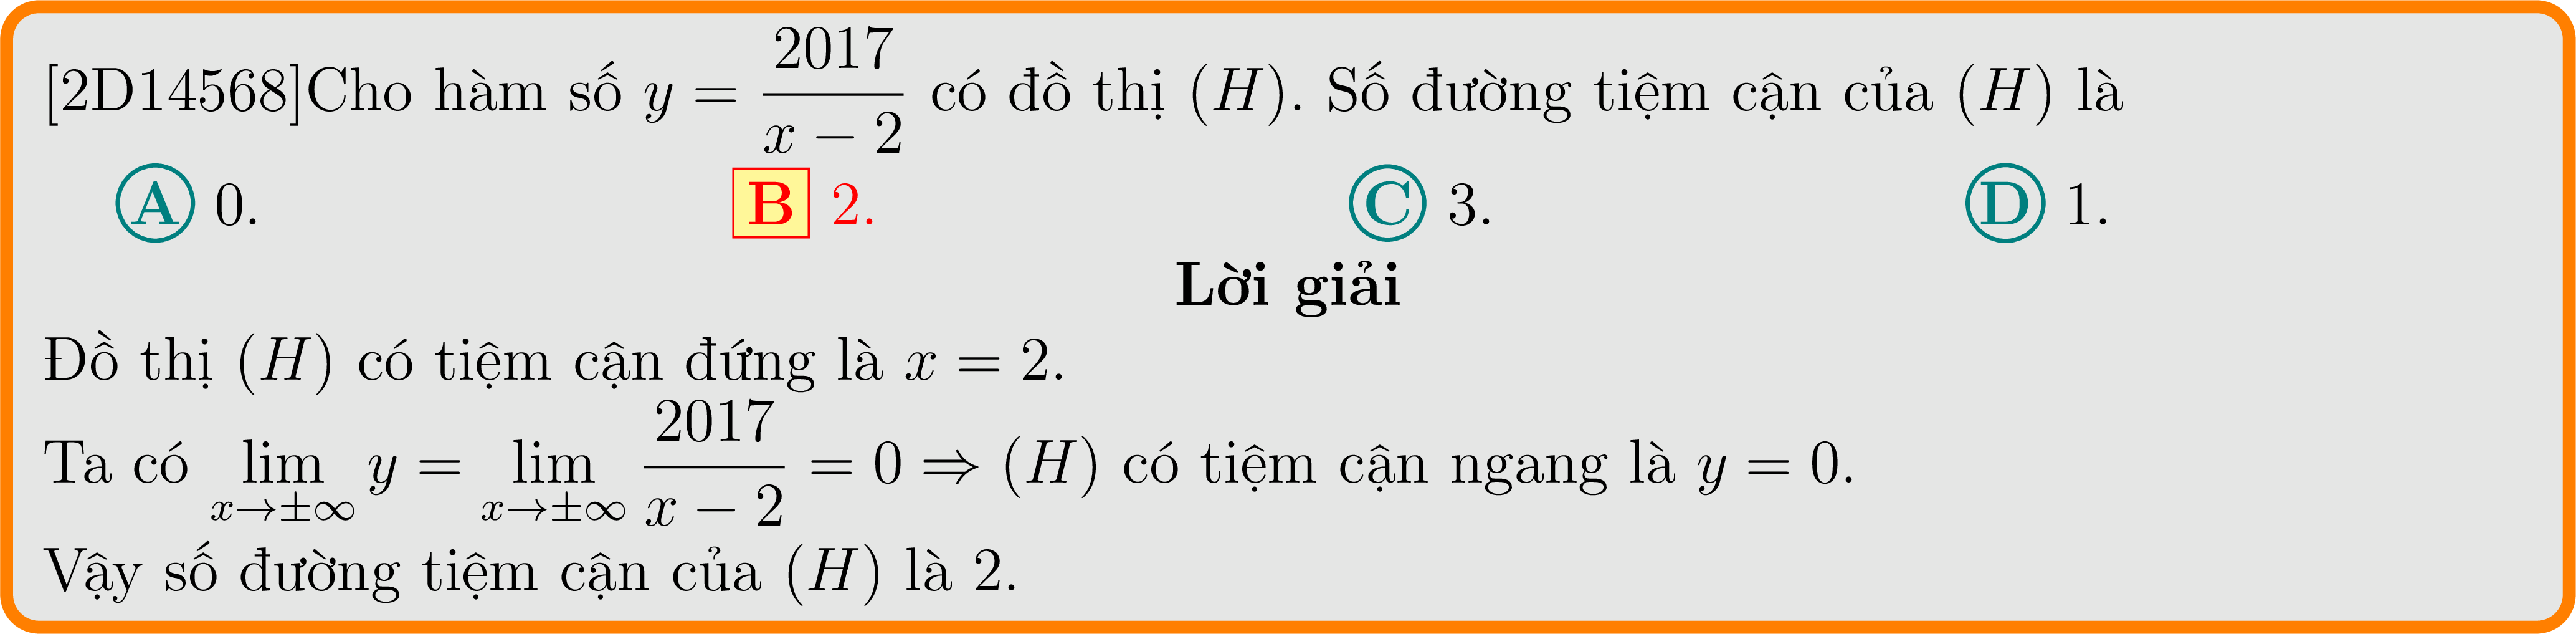 [2D14568]Cho hàm số $y = \dfrac{2017}{x-2}$ có đồ thị $(H)$. Số đường tiệm cận của $(H)$ là
A 0. B 2. C 3. D 1.
Lời giải
Đồ thị $(H)$ có tiệm cận đứng là $x = 2$.
Ta có $\lim\limits_{x \to \pm\infty} y = \lim\limits_{x \to \pm\infty} \dfrac{2017}{x-2} = 0 \Rightarrow (H)$ có tiệm cận ngang là $y = 0$.
Vậy số đường tiệm cận của $(H)$ là 2.